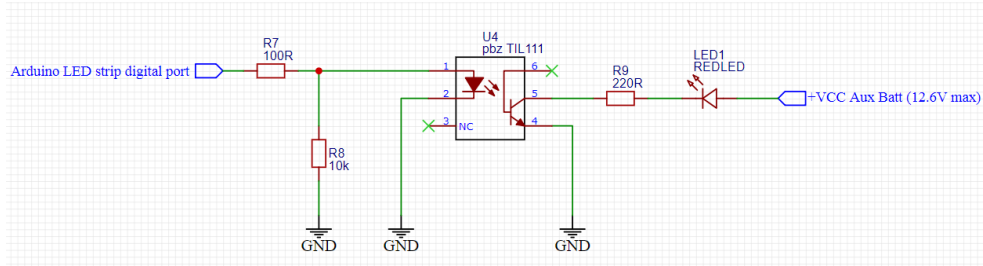 Arduino LED strip digital port
R7
100R
R8
10k
GND
GND
U4
pbz TIL111
1
2
3
NC
6
5
4
GND
R9
220R
LED1
REDLED
+VCC Aux Batt (12.6V max)